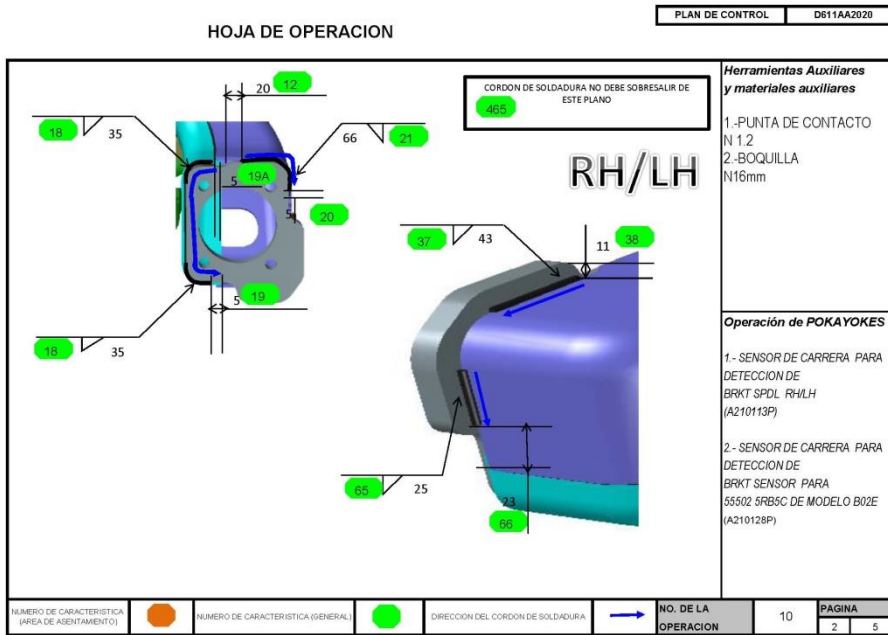 PLAN DE CONTROL D611AA2020
HOJA DE OPERACION
20 12
18 35
66 21
5 19A
5 20
5 19
18 35
CORDON DE SOLDADURA NO DEBE SOBRESALIR DE
465 ESTE PLANO
RH/LH
37 43
11 38
65 25
23
66
Herramientas Auxiliares
y materiales auxiliares
1.-PUNTA DE CONTACTO
N 1.2
2.-BOQUILLA
N16mm
Operación de POKAYOKES
1.- SENSOR DE CARRERA PARA
DETECCION DE
BRKT SPDL RH/LH
(A210113P)
2.- SENSOR DE CARRERA PARA
DETECCION DE
BRKT SENSOR PARA
55502 5RB5C DE MODELO B02E
(A210128P)
NUMERO DE CARACTERISTICA
(AREA DE ASENTAMIENTO)
NUMERO DE CARACTERISTICA (GENERAL)
DIRECCION DEL CORDON DE SOLDADURA
NO. DE LA
OPERACION
10
PAGINA
2 5